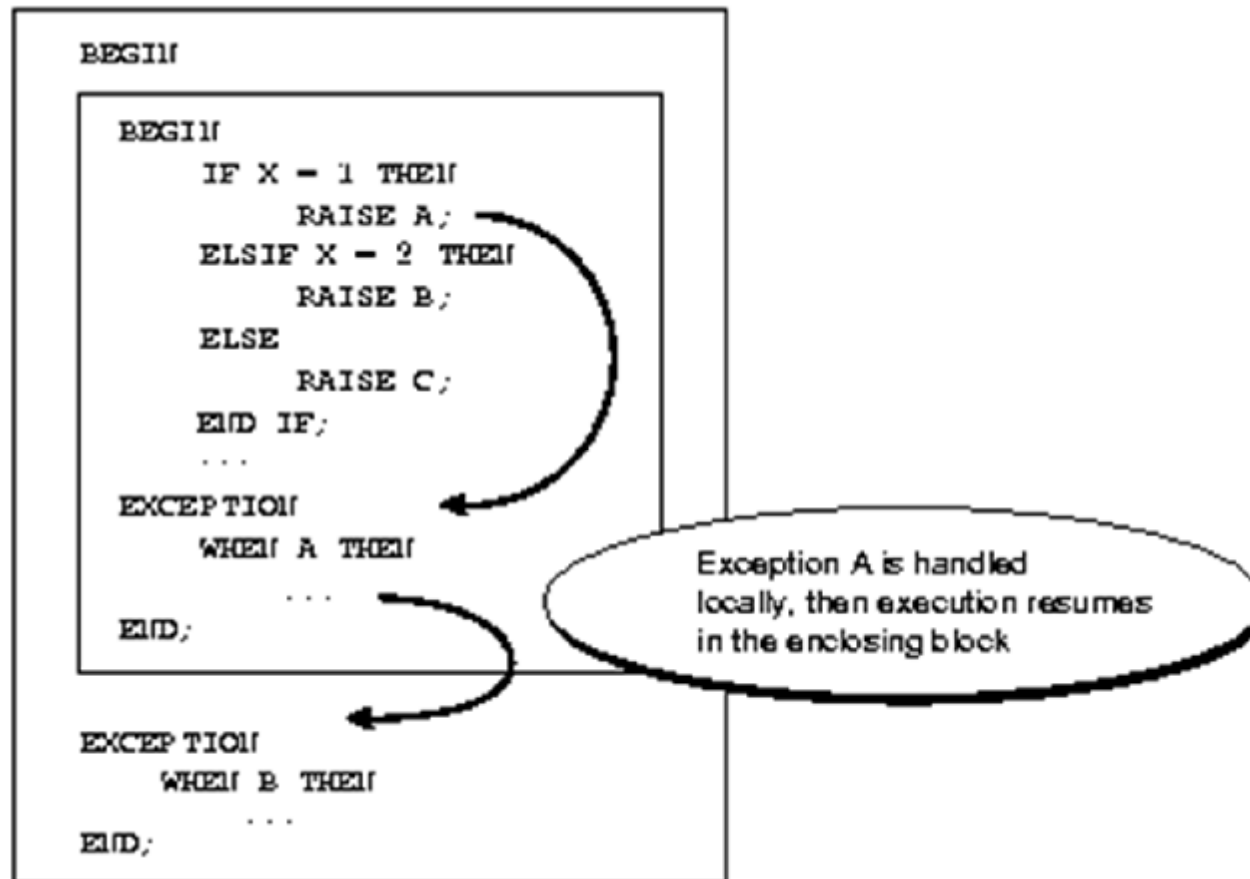 BEGIN
BEGIN
IF X = 1 THEN
RAISE A;
ELSIF X = 2 THEN
RAISE B;
ELSE
RAISE C;
END IF;
...
EXCEPTION
WHEN A THEN
...
END;
Exception A is handled
locally, then execution resumes
in the enclosing block
EXCEPTION
WHEN B THEN
...
END;